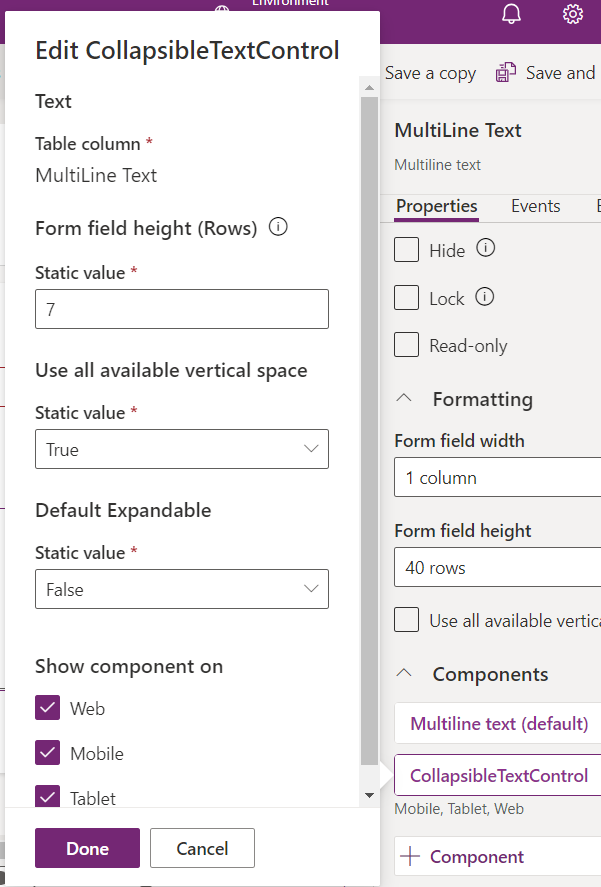 Environment
Edit CollapsibleTextControl
Text
Table column *
MultiLine Text
Form field height (Rows)
Static value *
7
Use all available vertical space
Static value *
True
Default Expandable
Static value *
False
Show component on
Web
Mobile
Tablet
Done
Cancel
Save a copy
Save and
MultiLine Text
Multiline text
Properties
Events
Hide
Lock
Read-only
Formatting
Form field width
1 column
Form field height
40 rows
Use all available vertica
Components
Multiline text (default)
CollapsibleTextControl
Mobile, Tablet, Web
Component